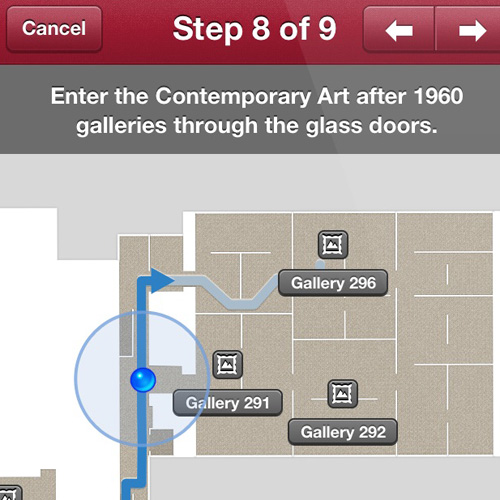 Cancel
Step 8 of 9
Enter the Contemporary Art after 1960
galleries through the glass doors.
Gallery 296
Gallery 291
Gallery 292